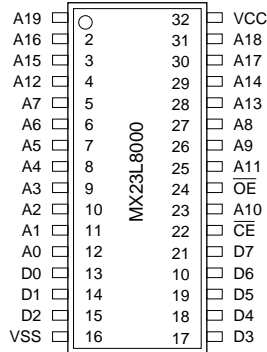 A19 32 VCC
A16 2 31 A18
A15 3 30 A17
A12 4 29 A14
A7 5 28 A13
A6 6 27 A8
A5 7 26 A9
A4 8 25 A11
A3 9 24 OE
A2 10 23 A10
A1 11 22 CE
A0 12 21 D7
D0 13 10 D6
D1 14 19 D5
D2 15 18 D4
VSS 16 17 D3
MX23L8000